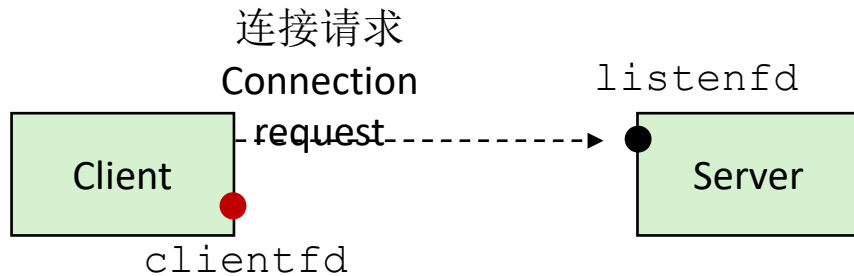 连接请求
Connection
request
listenfd
Client
Server
clientfd